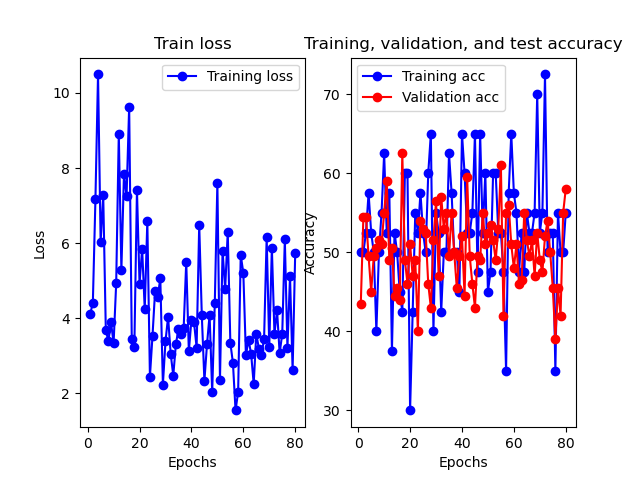 Train loss
Training loss
Loss
10
8
6
4
2
0
20
40
60
80
Epochs
Training, validation, and test accuracy
Training acc
Validation acc
Accuracy
70
60
50
40
30
0
20
40
60
80
Epochs